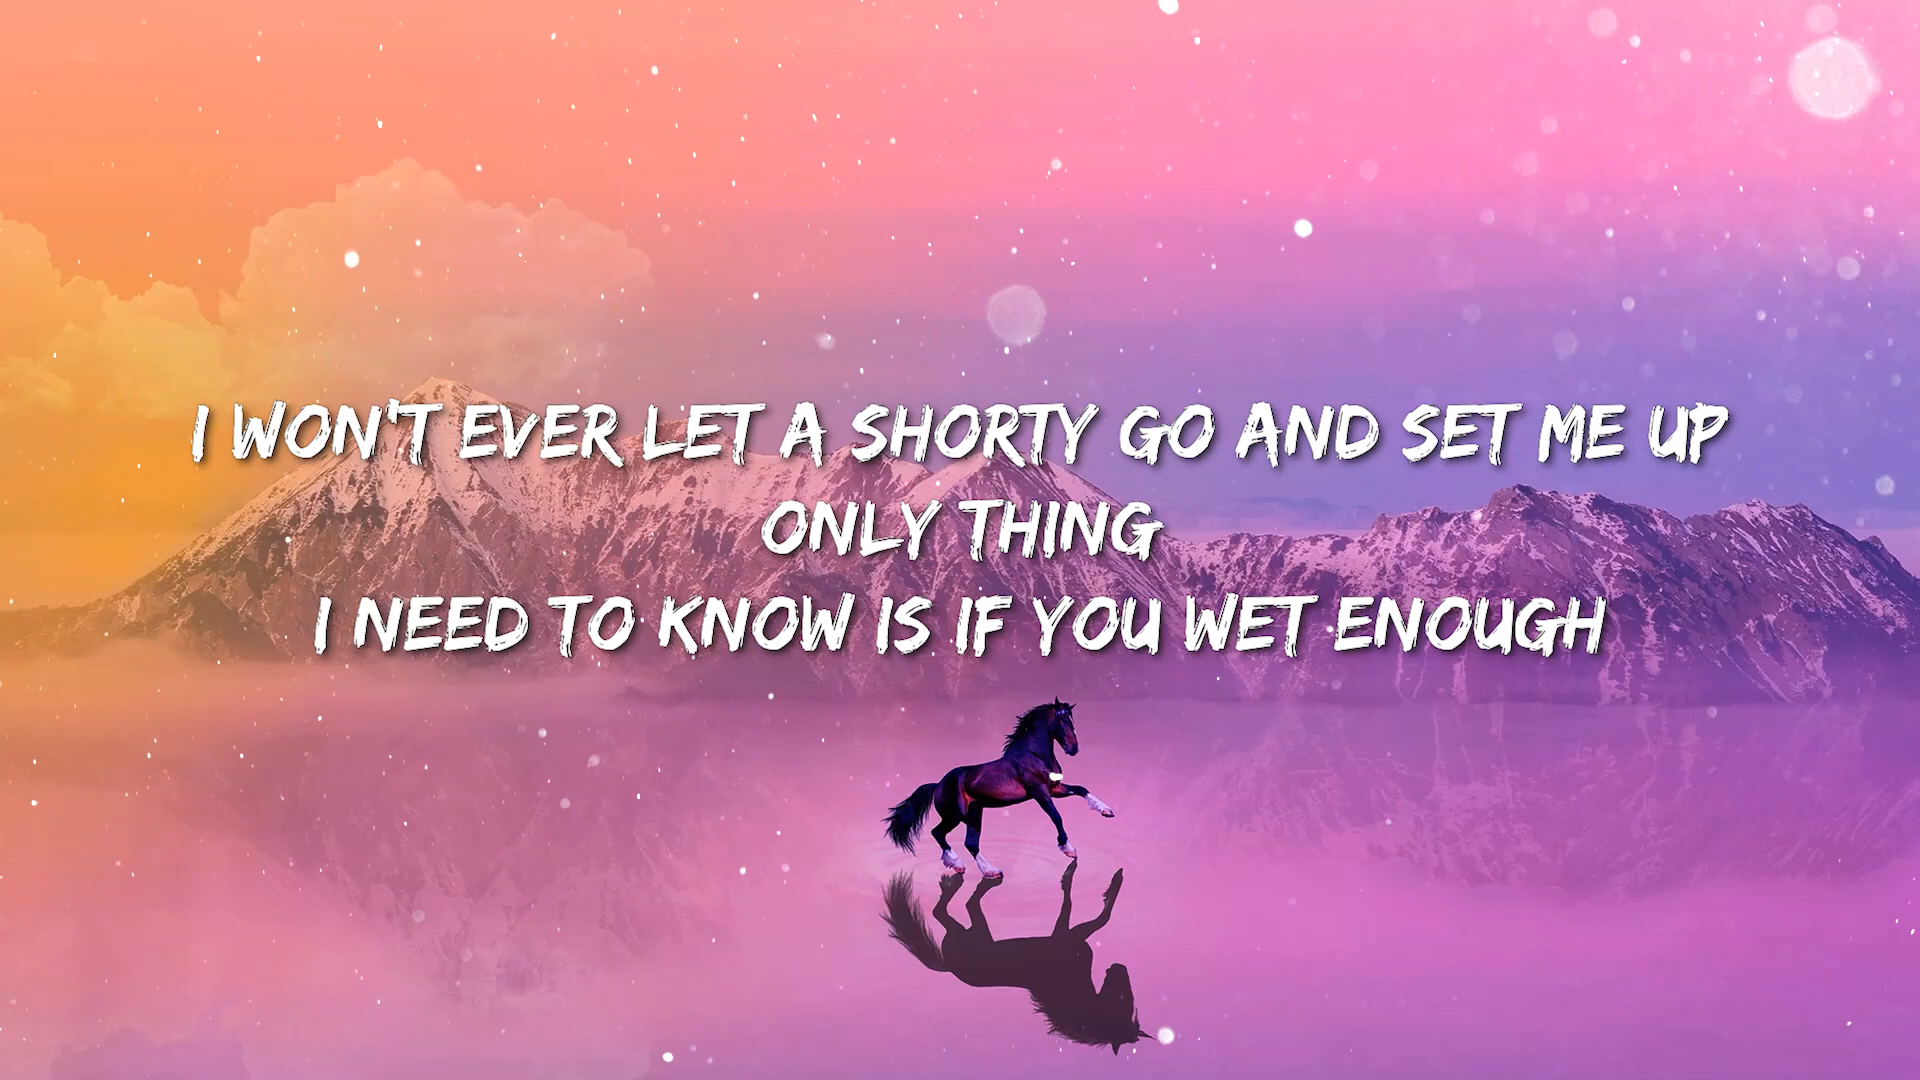 I WON'T EVER LET A SHORTY GO AND SET ME UP
ONLY THING
I NEED TO KNOW IS IF YOU WET ENOUGH